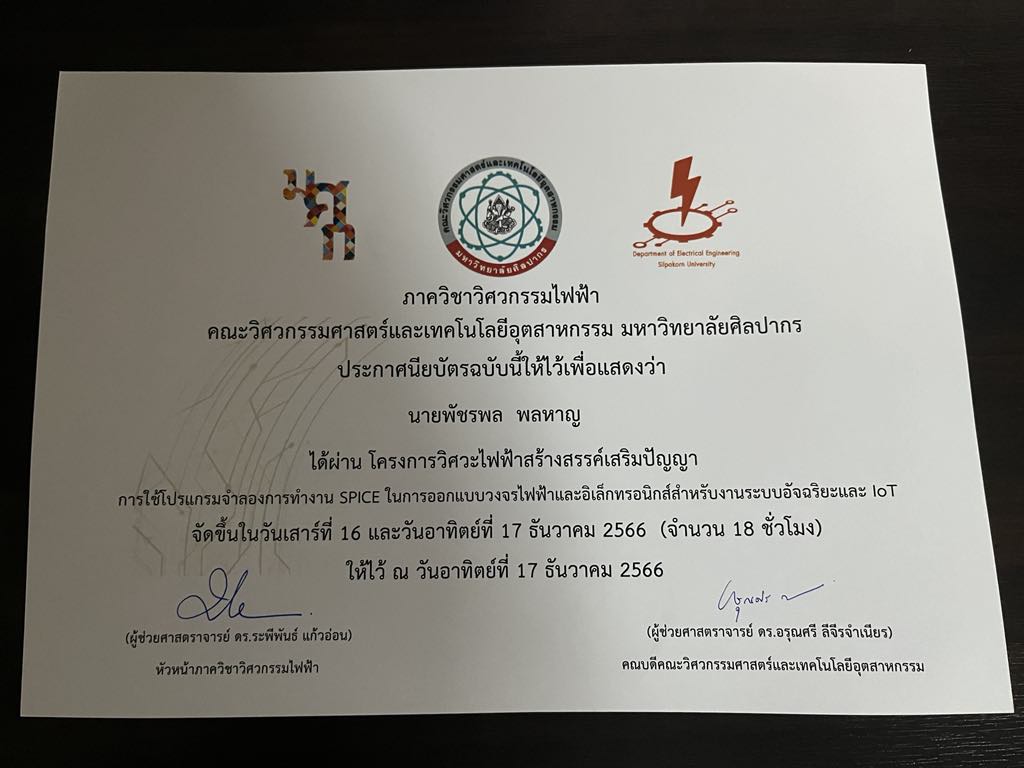 มศก
คณะวิศวกรรมศาสตร์และเทคโนโลยีอุตสาหกรรม
มหาวิทยาลัยศิลปากร
Department of Electrical Engineering
Silpakorn University
ภาควิชาวิศวกรรมไฟฟ้า
คณะวิศวกรรมศาสตร์และเทคโนโลยีอุตสาหกรรม มหาวิทยาลัยศิลปากร
ประกาศนียบัตรฉบับนี้ให้ไว้เพื่อแสดงว่า
นายพัชรพล พลหาญ
ได้ผ่าน โครงการวิศวะไฟฟ้าสร้างสรรค์เสริมปัญญา
การใช้โปรแกรมจำลองการทำงาน SPICE ในการออกแบบวงจรไฟฟ้าและอิเล็กทรอนิกส์สำหรับงานระบบอัจฉริยะและ IoT
จัดขึ้นในวันเสาร์ที่ 16 และวันอาทิตย์ที่ 17 ธันวาคม 2566 (จำนวน 18 ชั่วโมง)
ให้ไว้ ณ วันอาทิตย์ที่ 17 ธันวาคม 2566
(ผู้ช่วยศาสตราจารย์ ดร.ระพีพันธ์ แก้วอ่อน)
หัวหน้าภาควิชาวิศวกรรมไฟฟ้า
(ผู้ช่วยศาสตราจารย์ ดร.อรุณศรี ลีจีรจำเนียร)
คณบดีคณะวิศวกรรมศาสตร์และเทคโนโลยีอุตสาหกรรม